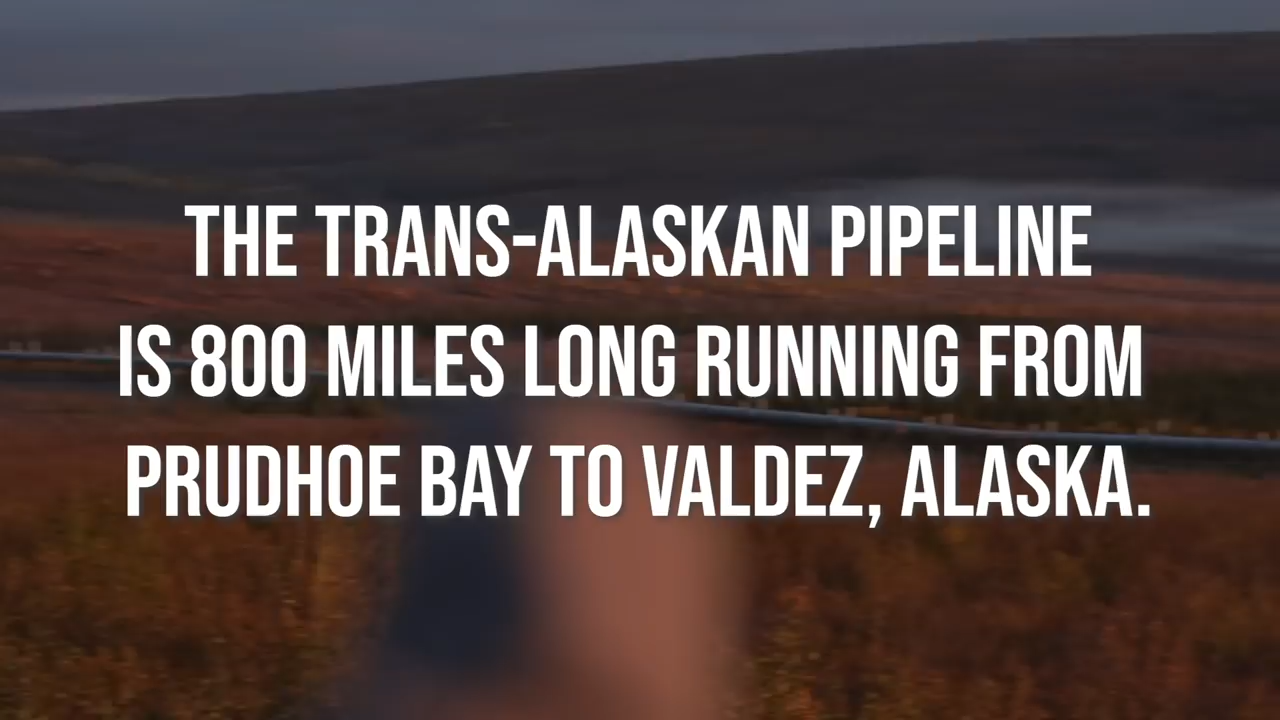 THE TRANS-ALASKAN PIPELINE
IS 800 MILES LONG RUNNING FROM
PRUDHOE BAY TO VALDEZ, ALASKA.